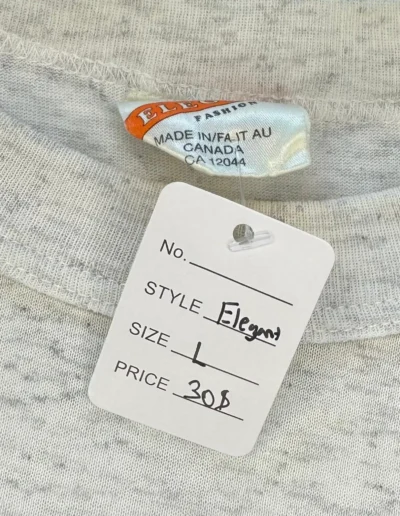 FASHION
MADE IN/FAIT AU
CANADA
CA 12044
No.
STYLE Elegant
SIZE L
PRICE 30$